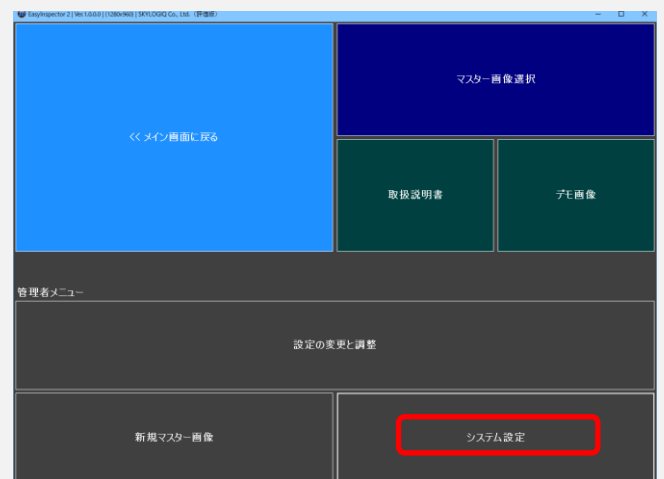 EasyInspector 2 | Ver.1.0.0.0 | (1280x960) | SKYLOGIQ Co., Ltd. (評価版)
マスター画像選択
<< メイン画面に戻る
取扱説明書
デモ画像
管理者メニュー
設定の変更と調整
新規マスター画像
システム設定